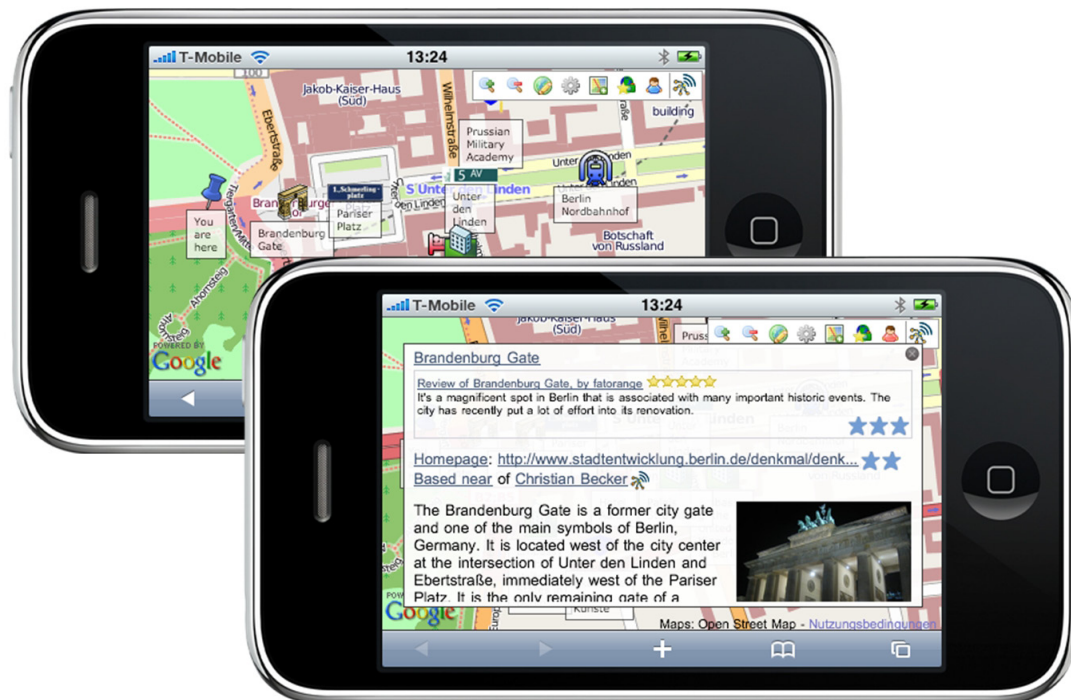 T-Mobile 13:24
100
Jakob-Kaiser-Haus
(Süd)
building
Ebertstraße
Wilhelmstraße
Prussian
Military
Academy
5 AV
S Unter den Linden
Unter
den
Linden
Berlin
Nordbahnhof
Botschaft
von Russland
Pariser
Platz
Brandenburg
Gate
You
are
here
Ahornsteig
Ahornsteig
POWERED BY
Google
T-Mobile 13:24
(Süd)
Brandenburg Gate
Review of Brandenburg Gate, by fatorange
It's a magnificent spot in Berlin that is associated with many important historic events. The
city has recently put a lot of effort into its renovation.
Homepage: http://www.stadtentwicklung.berlin.de/denkmal/denk...
Based near of Christian Becker
The Brandenburg Gate is a former city gate
and one of the main symbols of Berlin,
Germany. It is located west of the city center
at the intersection of Unter den Linden and
Ebertstraße, immediately west of the Pariser
Platz. It is the only remaining gate of a
Künste
Google
Maps: Open Street Map - Nutzungsbedingungen